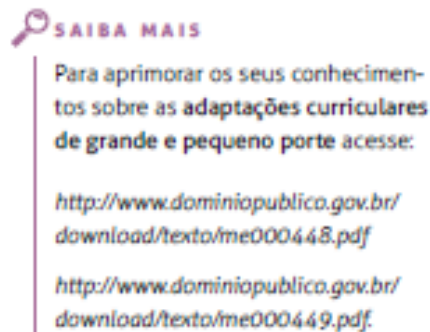 SAIBA MAIS
Para aprimorar os seus conhecimen-
tos sobre as adaptações curriculares
de grande e pequeno porte acesse:
http://www.dominiopublico.gov.br/
download/texto/me000448.pdf
http://www.dominiopublico.gov.br/
download/texto/me000449.pdf.